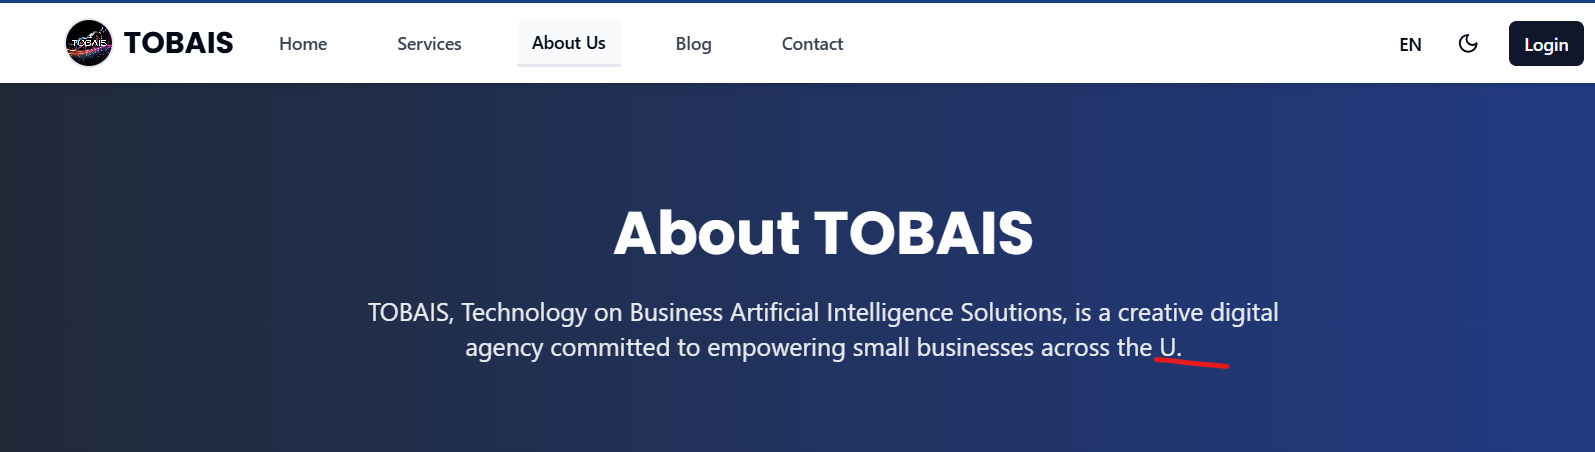 TOBAIS TOBAIS Home Services About Us Blog Contact EN Login
About TOBAIS
TOBAIS, Technology on Business Artificial Intelligence Solutions, is a creative digital
agency committed to empowering small businesses across the U.